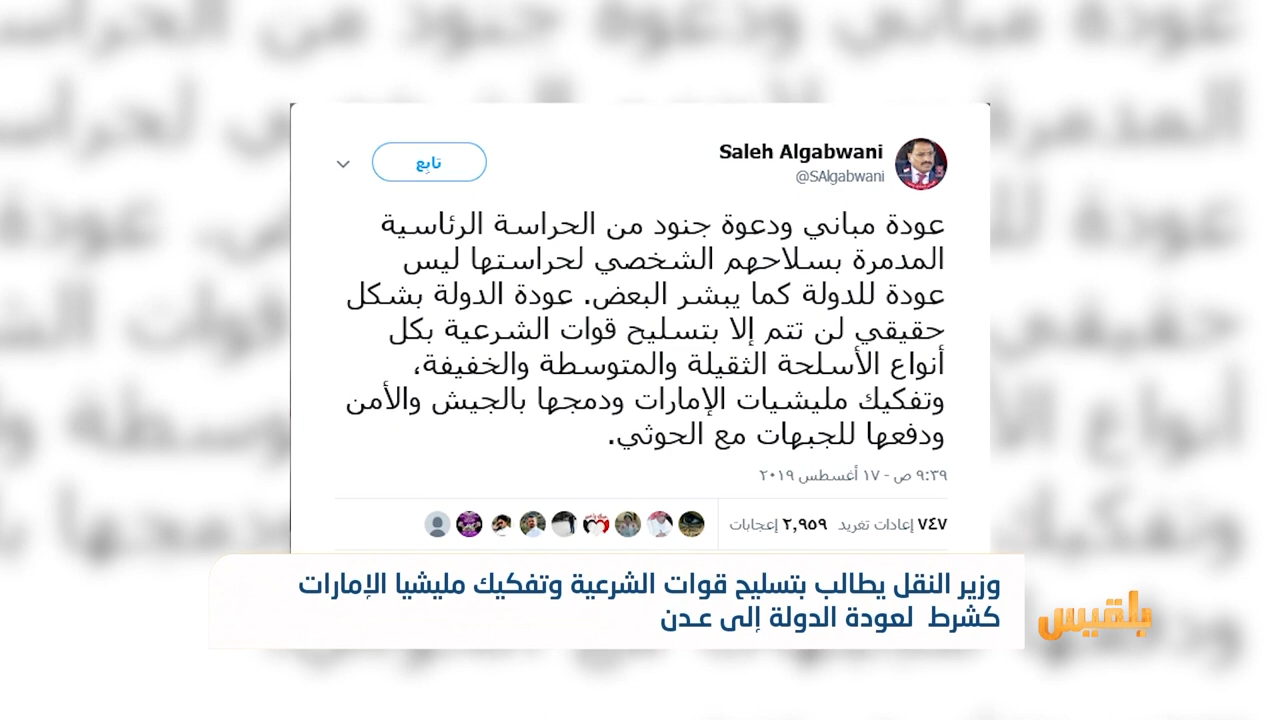 Saleh Algabwani
@SAlgabwani
تابِع
عودة مباني ودعوة جنود من الحراسة الرئاسية
المدمرة بسلاحهم الشخصي لحراستها ليس
عودة للدولة كما يبشر البعض. عودة الدولة بشكل
حقيقي لن تتم إلا بتسليح قوات الشرعية بكل
أنواع الأسلحة الثقيلة والمتوسطة والخفيفة،
وتفكيك مليشيات الإمارات ودمجها بالجيش والأمن
ودفعها للجبهات مع الحوثي.
٩:٣٩ ص - ١٧ أغسطس ٢٠١٩
٧٤٧ إعادات تغريد ٢,٩٥٩ إعجابات
وزير النقل يطالب بتسليح قوات الشرعية وتفكيك مليشيا الإمارات
كشرط لعودة الدولة إلى عـدن
بلقيس